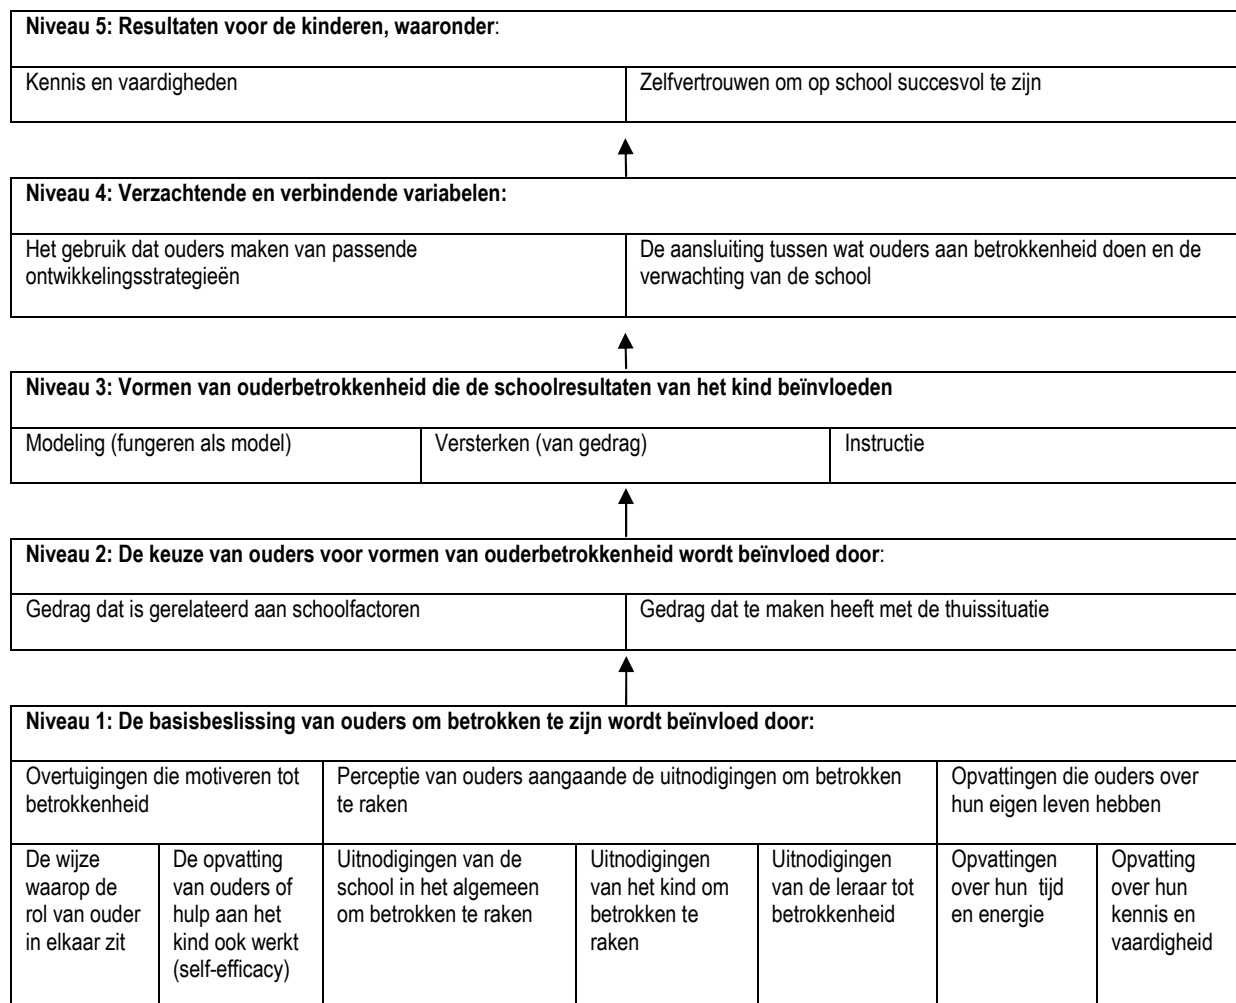 Niveau 5: Resultaten voor de kinderen, waaronder:
Kennis en vaardigheden
Zelfvertrouwen om op school succesvol te zijn
Niveau 4: Verzachtende en verbindende variabelen:
Het gebruik dat ouders maken van passende
ontwikkelingsstrategieën
De aansluiting tussen wat ouders aan betrokkenheid doen en de
verwachting van de school
Niveau 3: Vormen van ouderbetrokkenheid die de schoolresultaten van het kind beïnvloeden
Modeling (fungeren als model)
Versterken (van gedrag)
Instructie
Niveau 2: De keuze van ouders voor vormen van ouderbetrokkenheid wordt beïnvloed door:
Gedrag dat is gerelateerd aan schoolfactoren
Gedrag dat te maken heeft met de thuissituatie
Niveau 1: De basisbeslissing van ouders om betrokken te zijn wordt beïnvloed door:
Overtuigingen die motiveren tot
betrokkenheid
Perceptie van ouders aangaande de uitnodigingen om betrokken
te raken
Opvattingen die ouders over
hun eigen leven hebben
De wijze
waarop de
rol van ouder
in elkaar zit
De opvatting
van ouders of
hulp aan het
kind ook werkt
(self-efficacy)
Uitnodigingen van de
school in het algemeen
om betrokken te raken
Uitnodigingen
van het kind om
betrokken te
raken
Uitnodigingen
van de leraar tot
betrokkenheid
Opvattingen
over hun tijd
en energie
Opvatting
over hun
kennis en
vaardigheid